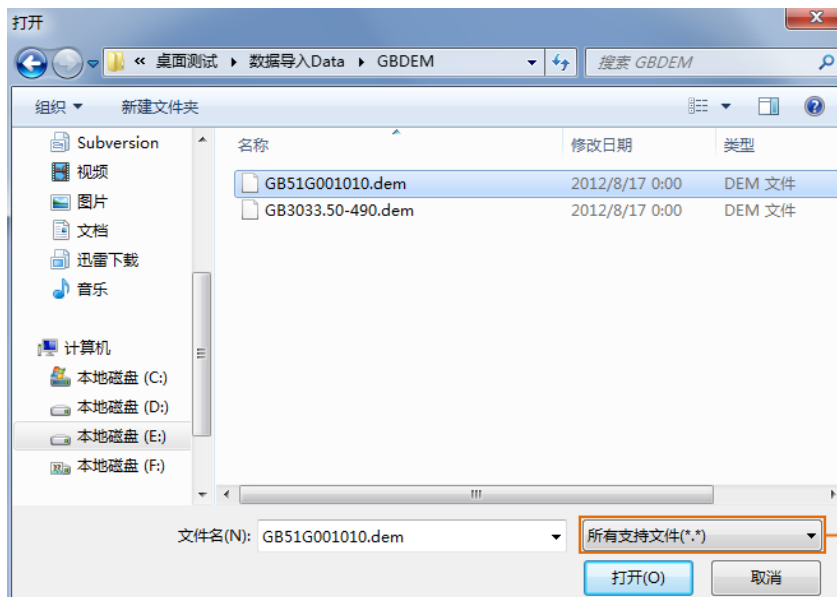 打开
« 桌面测试 ▸ 数据导入Data ▸ GBDEM
搜索 GBDEM
组织 新建文件夹
Subversion
视频
图片
文档
迅雷下载
音乐
计算机
本地磁盘 (C:)
本地磁盘 (D:)
本地磁盘 (E:)
本地磁盘 (F:)
名称 修改日期 类型
GB51G001010.dem 2012/8/17 0:00 DEM 文件
GB3033.50-490.dem 2012/8/17 0:00 DEM 文件
文件名(N): GB51G001010.dem 所有支持文件(*.*)
打开(O) 取消